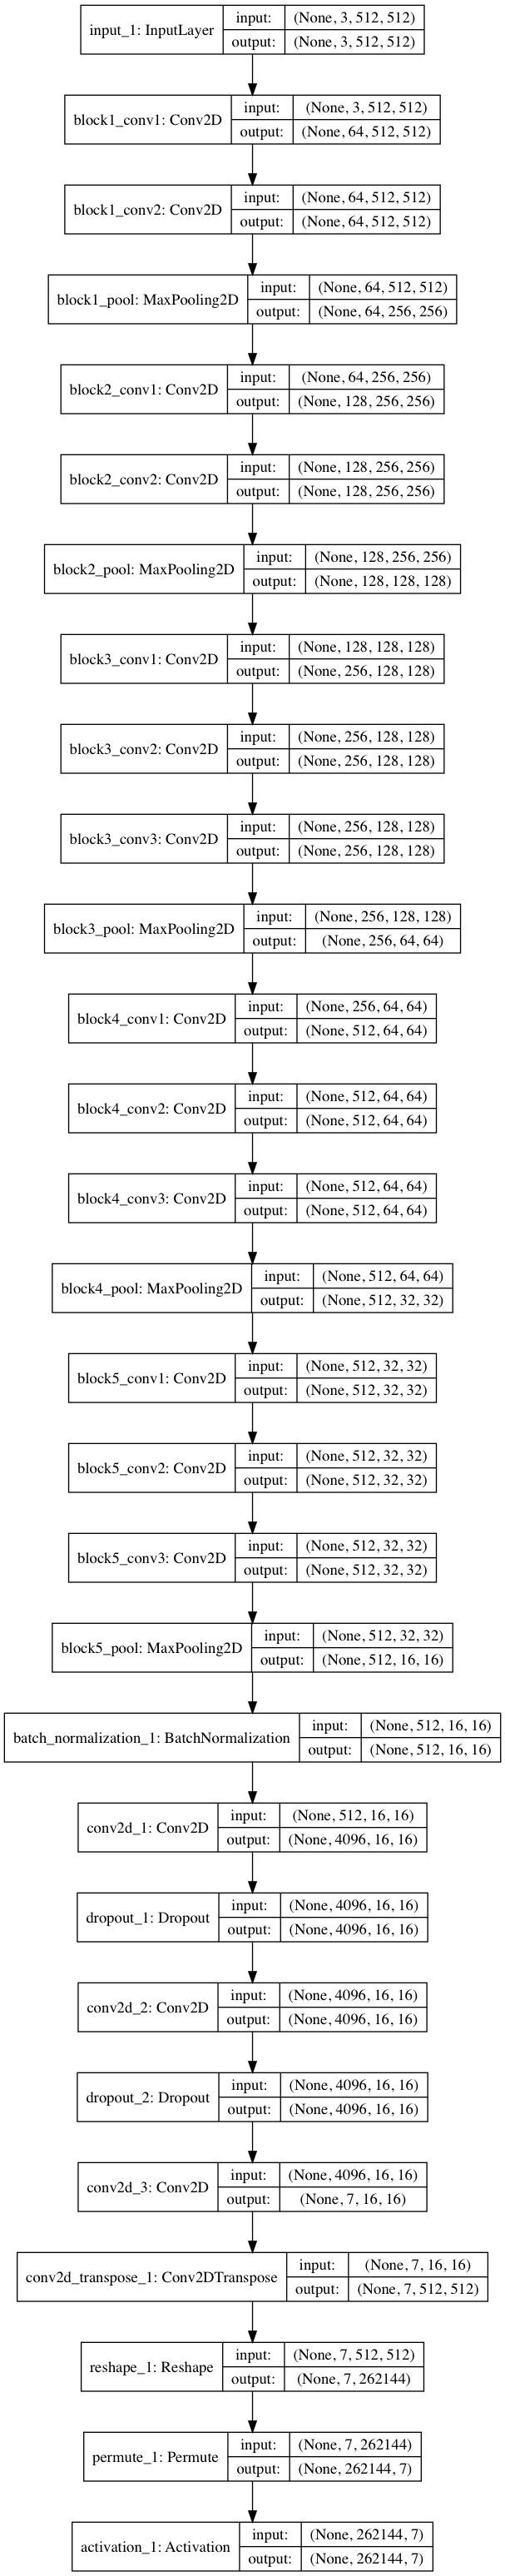 input_1: InputLayer
input: (None, 3, 512, 512)
output: (None, 3, 512, 512)
block1_conv1: Conv2D
input: (None, 3, 512, 512)
output: (None, 64, 512, 512)
block1_conv2: Conv2D
input: (None, 64, 512, 512)
output: (None, 64, 512, 512)
block1_pool: MaxPooling2D
input: (None, 64, 512, 512)
output: (None, 64, 256, 256)
block2_conv1: Conv2D
input: (None, 64, 256, 256)
output: (None, 128, 256, 256)
block2_conv2: Conv2D
input: (None, 128, 256, 256)
output: (None, 128, 256, 256)
block2_pool: MaxPooling2D
input: (None, 128, 256, 256)
output: (None, 128, 128, 128)
block3_conv1: Conv2D
input: (None, 128, 128, 128)
output: (None, 256, 128, 128)
block3_conv2: Conv2D
input: (None, 256, 128, 128)
output: (None, 256, 128, 128)
block3_conv3: Conv2D
input: (None, 256, 128, 128)
output: (None, 256, 128, 128)
block3_pool: MaxPooling2D
input: (None, 256, 128, 128)
output: (None, 256, 64, 64)
block4_conv1: Conv2D
input: (None, 256, 64, 64)
output: (None, 512, 64, 64)
block4_conv2: Conv2D
input: (None, 512, 64, 64)
output: (None, 512, 64, 64)
block4_conv3: Conv2D
input: (None, 512, 64, 64)
output: (None, 512, 64, 64)
block4_pool: MaxPooling2D
input: (None, 512, 64, 64)
output: (None, 512, 32, 32)
block5_conv1: Conv2D
input: (None, 512, 32, 32)
output: (None, 512, 32, 32)
block5_conv2: Conv2D
input: (None, 512, 32, 32)
output: (None, 512, 32, 32)
block5_conv3: Conv2D
input: (None, 512, 32, 32)
output: (None, 512, 32, 32)
block5_pool: MaxPooling2D
input: (None, 512, 32, 32)
output: (None, 512, 16, 16)
batch_normalization_1: BatchNormalization
input: (None, 512, 16, 16)
output: (None, 512, 16, 16)
conv2d_1: Conv2D
input: (None, 512, 16, 16)
output: (None, 4096, 16, 16)
dropout_1: Dropout
input: (None, 4096, 16, 16)
output: (None, 4096, 16, 16)
conv2d_2: Conv2D
input: (None, 4096, 16, 16)
output: (None, 4096, 16, 16)
dropout_2: Dropout
input: (None, 4096, 16, 16)
output: (None, 4096, 16, 16)
conv2d_3: Conv2D
input: (None, 4096, 16, 16)
output: (None, 7, 16, 16)
conv2d_transpose_1: Conv2DTranspose
input: (None, 7, 16, 16)
output: (None, 7, 512, 512)
reshape_1: Reshape
input: (None, 7, 512, 512)
output: (None, 7, 262144)
permute_1: Permute
input: (None, 7, 262144)
output: (None, 262144, 7)
activation_1: Activation
input: (None, 262144, 7)
output: (None, 262144, 7)